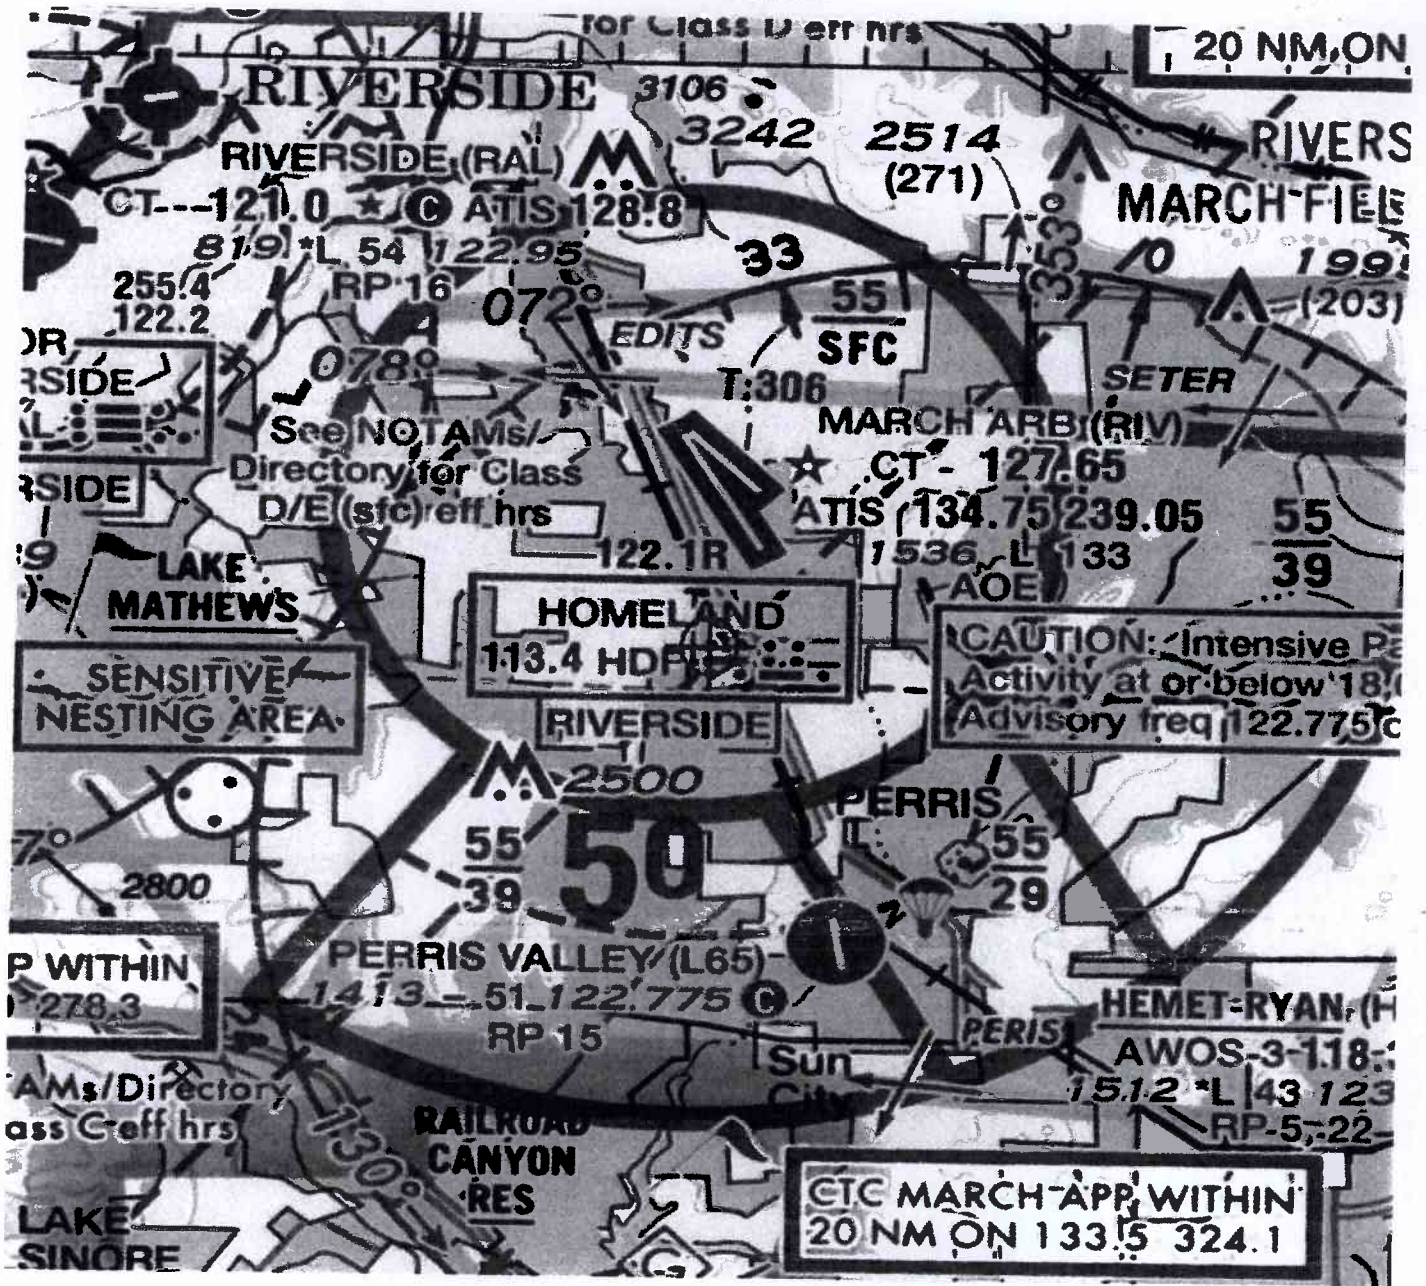 for Class D eff hrs
20 NM ON
RIVERSIDE
3106
3242
2514
(271)
RIVERS
RIVERSIDE (RAL)
CT---121.0 ★ C ATIS 128.8
819 *L 54 122.95
RP 16
255.4
122.2
33
353°
MARCH FIEL
(203)
072°
EDITS
55
SFC
OR
RSIDE
078°
T:306
SETER
MARCH ARB (RIV)
See NOTAMs/
Directory for Class
D/E (sfc) eff hrs
CT - 127.65
ATIS 134.75 239.05
1536 L 133
AOE
RSIDE
55
39
122.1R
LAKE
MATHEWS
HOMELAND
113.4 HDF
RIVERSIDE
CAUTION: Intensive Pa
Activity at or below 18,
Advisory freq 122.775
SENSITIVE
NESTING AREA
2500
PERRIS
55
39
50
55
29
7°
2800
P WITHIN
278.3
PERRIS VALLEY (L65)
1413 - 51 122.775 C
RP 15
PERIS
HEMET-RYAN (H
AWOS-3 118.
1512 *L 43 123
RP 5, 22
Sun
City
AMs/Directory
ass C eff hrs
130°
RAILROAD
CANYON
RES
LAKE
SINORE
CTC MARCH APP WITHIN
20 NM ON 133.5 324.1